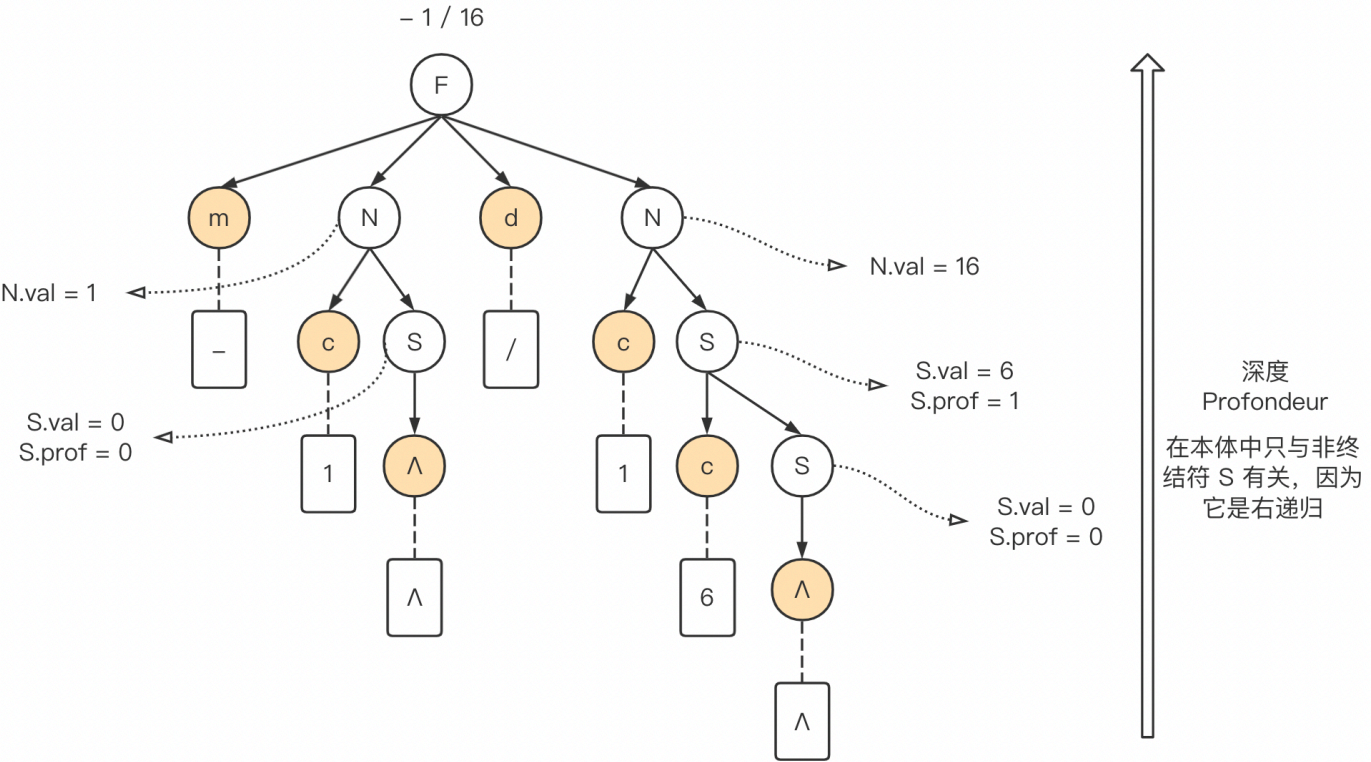 – 1 / 16
F
m
N
d
N
N.val = 1
N.val = 16
–
c
S
/
c
S
S.val = 6
S.prof = 1
深度
Profondeur
S.val = 0
S.prof = 0
1
Λ
1
c
S
在本体中只与非终
结符 S 有关，因为
它是右递归
S.val = 0
S.prof = 0
Λ
6
Λ
Λ